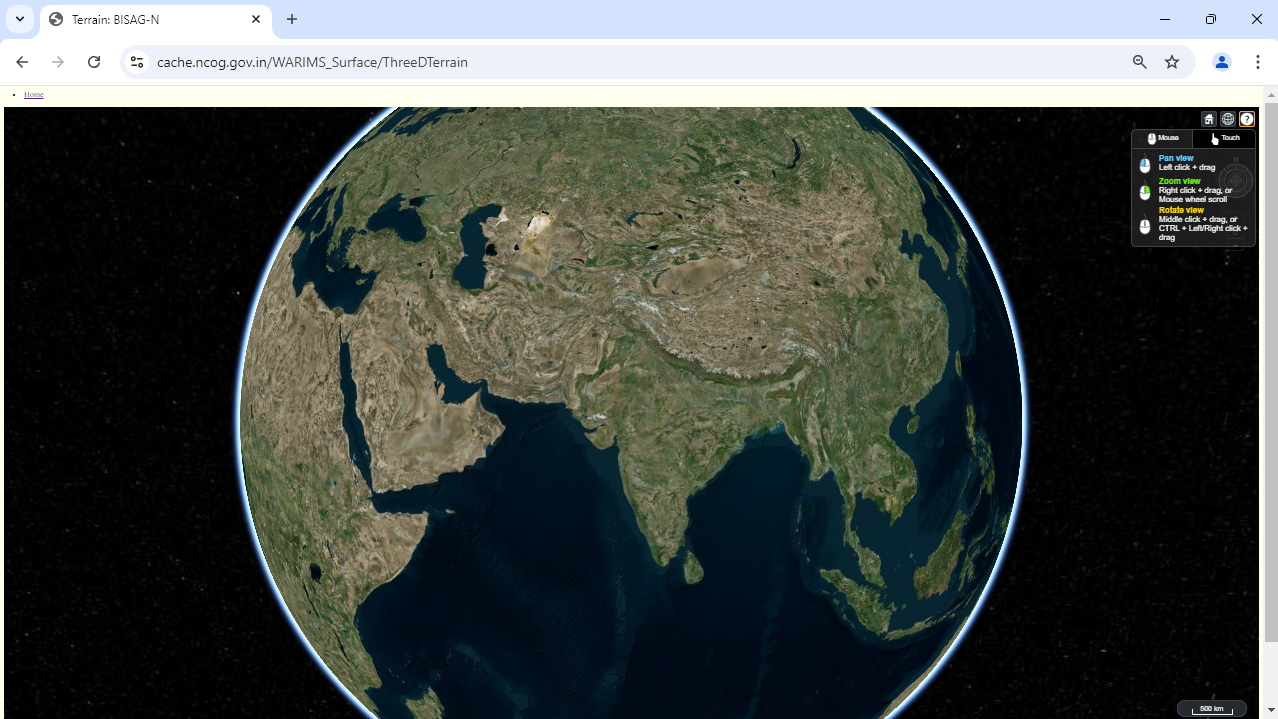 Terrain: BISAG-N
cache.ncog.gov.in/WARIMS_Surface/ThreeDTerrain
Home
?
Mouse
Touch
Pan view
Left click + drag
Zoom view
Right click + drag, or
Mouse wheel scroll
Rotate view
Middle click + drag, or
CTRL + Left/Right click +
drag
N
500 km